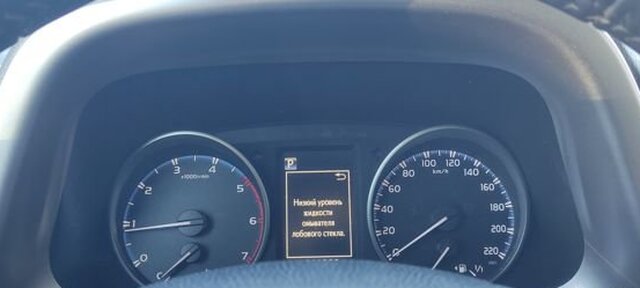 P
Низкий уровень
жидкости
омывателя
лобового стекла.
0 1 2 3 4 5 6 7
x1000r/min
0 20 40 60 80 100 120 140 160 180 200 220
km/h